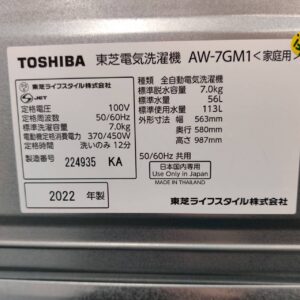 TOSHIBA 東芝電気洗濯機 AW-7GM1<家庭用
東芝ライフスタイル株式会社
JET
定格電圧 100V
定格周波数 50/60Hz
標準洗濯容量 7.0kg
電動機定格消費電力 370/450W
定格時間 洗いのみ 12分
製造番号 224935 KA
2022 年製
種類 全自動電気洗濯機
標準脱水容量 7.0kg
標準水量 56L
標準使用水量 113L
外形寸法 幅 563mm
奥行 580mm
高さ 987mm
50/60Hz 共用
日本国内専用
Use Only in Japan
MADE IN THAILAND
東芝ライフスタイル株式会社